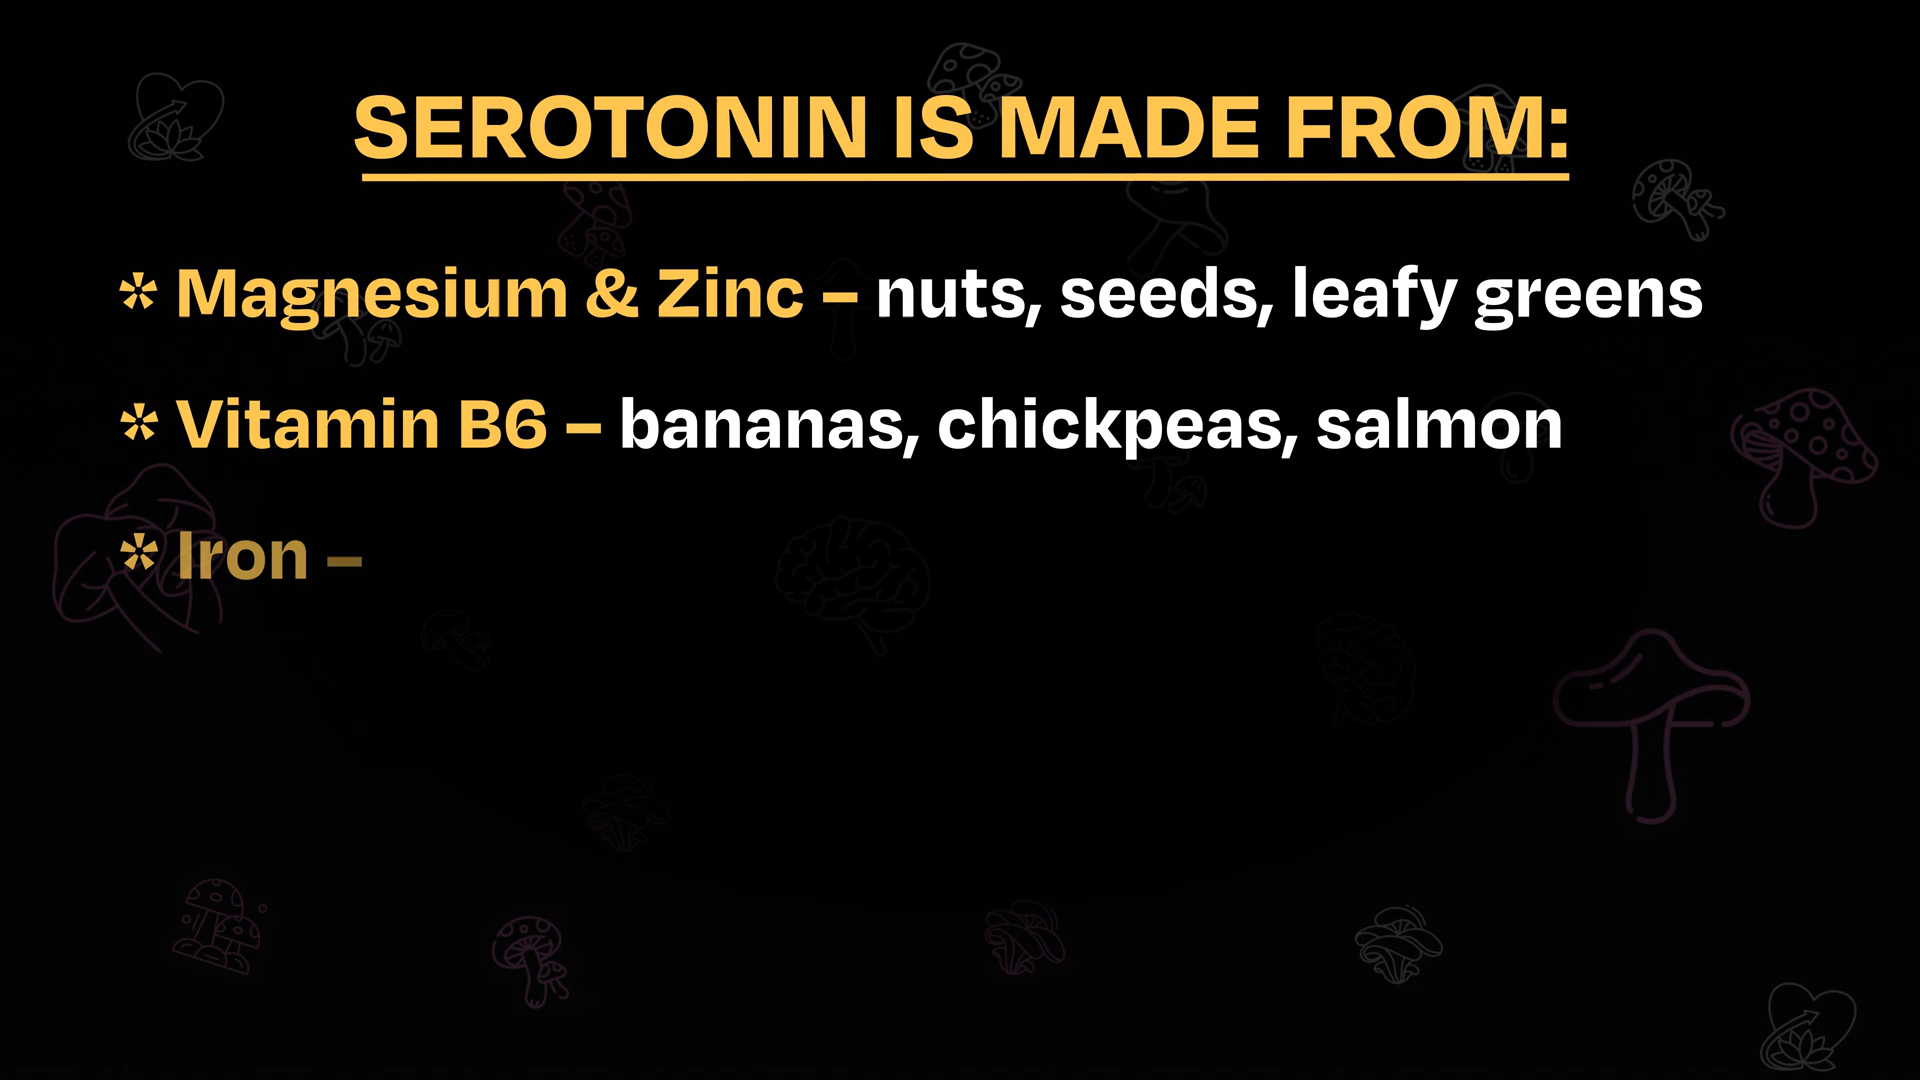 SEROTONIN IS MADE FROM:
* Magnesium & Zinc – nuts, seeds, leafy greens
* Vitamin B6 – bananas, chickpeas, salmon
* Iron –